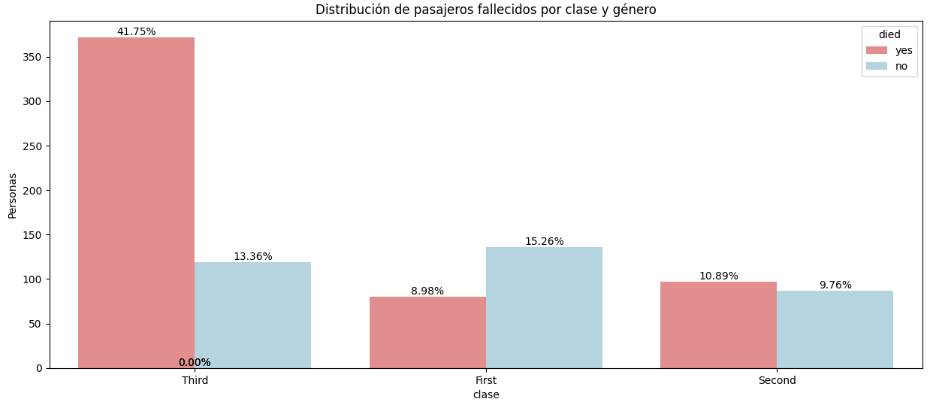 Distribución de pasajeros fallecidos por clase y género
died
yes
no
Personas
350
300
250
200
150
100
50
0
41.75%
13.36%
0.00%
8.98%
15.26%
10.89%
9.76%
Third
First
Second
clase